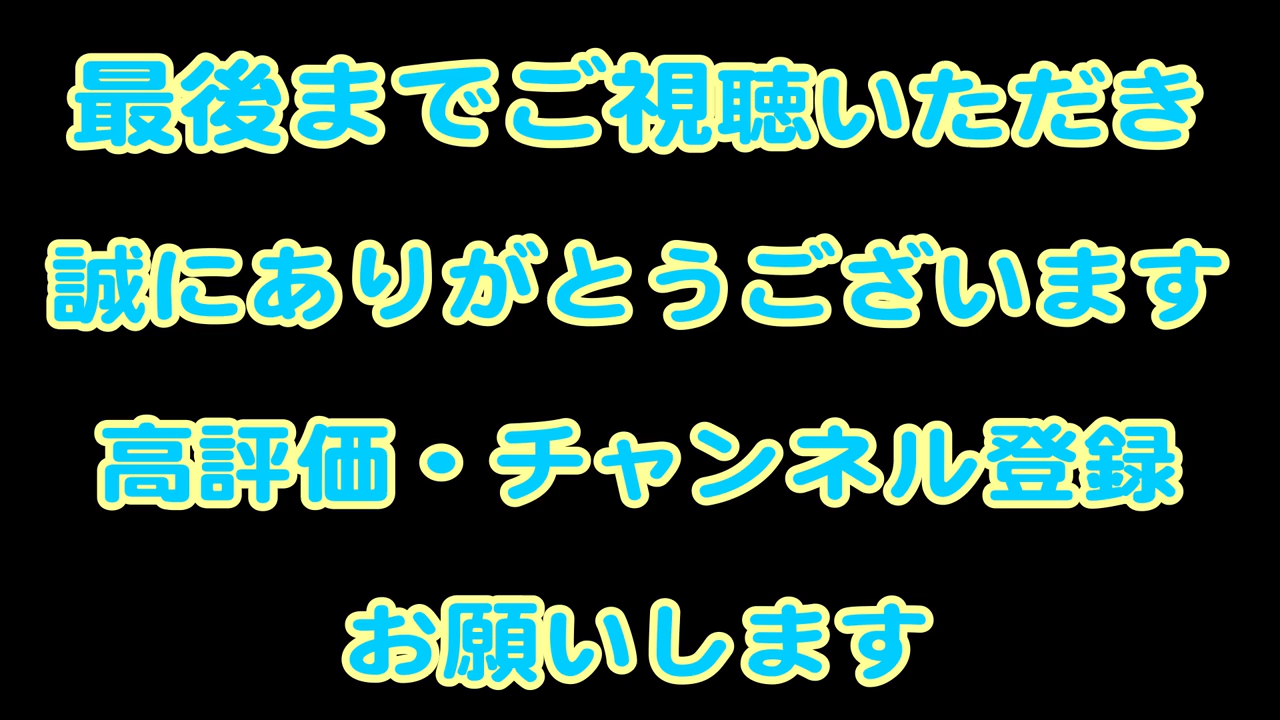 最後までご視聴いただき
誠にありがとうございます
高評価・チャンネル登録
お願いします